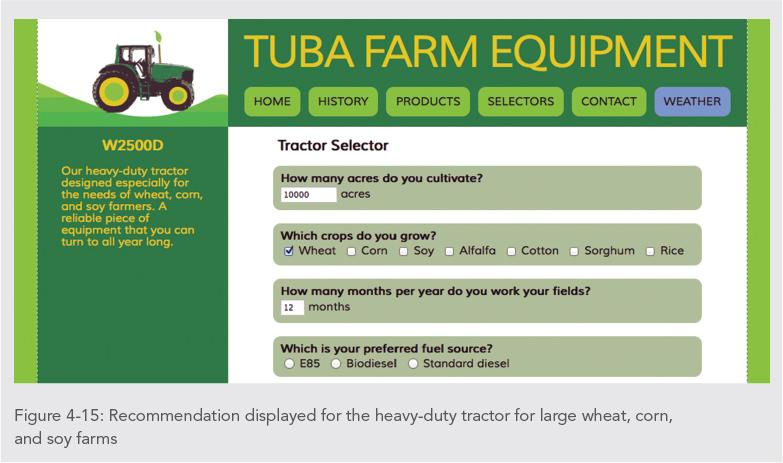 TUBA FARM EQUIPMENT
HOME HISTORY PRODUCTS SELECTORS CONTACT WEATHER
W2500D
Our heavy-duty tractor
designed especially for
the needs of wheat, corn,
and soy farmers. A
reliable piece of
equipment that you can
turn to all year long.
Tractor Selector
How many acres do you cultivate?
10000 acres
Which crops do you grow?
Wheat Corn Soy Alfalfa Cotton Sorghum Rice
How many months per year do you work your fields?
12 months
Which is your preferred fuel source?
E85 Biodiesel Standard diesel
Figure 4-15: Recommendation displayed for the heavy-duty tractor for large wheat, corn,
and soy farms